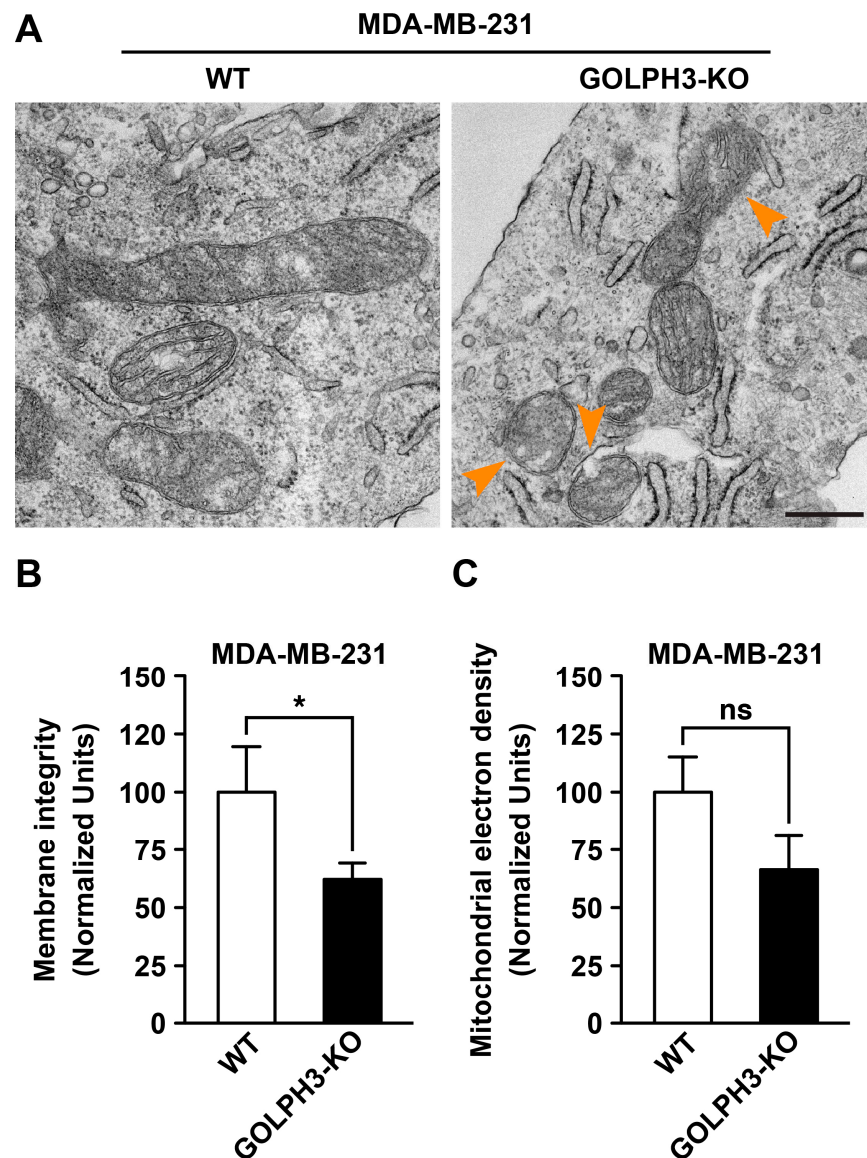 A
MDA-MB-231
WT
GOLPH3-KO
B
MDA-MB-231
Membrane integrity
(Normalized Units)
150
120
100
75
50
25
0
*
WT
GOLPH3-KO
C
MDA-MB-231
Mitochondrial electron density
(Normalized Units)
150
125
100
75
50
25
0
ns
WT
GOLPH3-KO